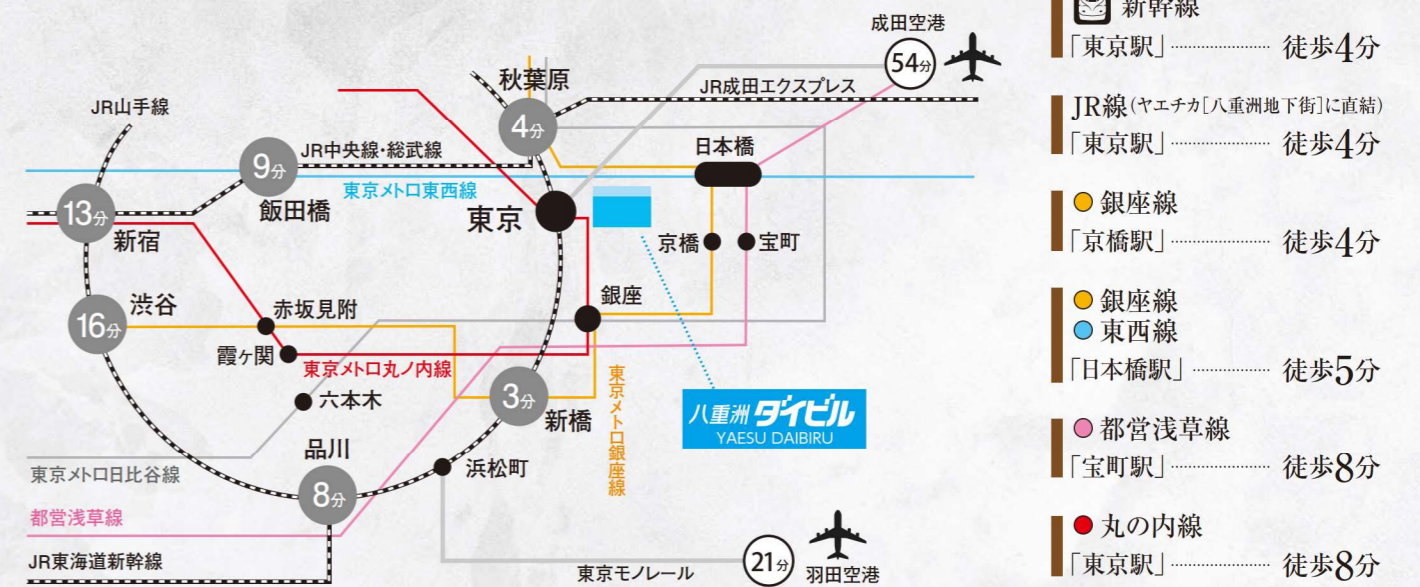 成田空港
54分
秋葉原
4分
JR成田エクスプレス
JR山手線
JR中央線・総武線
9分
飯田橋
東京メトロ東西線
日本橋
13分
新宿
東京
京橋
宝町
渋谷
16分
赤坂見附
銀座
霞ヶ関
東京メトロ丸ノ内線
六本木
3分
新橋
東京メトロ銀座線
八重洲ダイビル
YAESU DAIBIRU
品川
8分
浜松町
東京メトロ日比谷線
都営浅草線
JR東海道新幹線
東京モノレール
21分
羽田空港
新幹線
「東京駅」 徒歩4分
JR線(ヤエチカ[八重洲地下街]に直結)
「東京駅」 徒歩4分
銀座線
「京橋駅」 徒歩4分
銀座線
東西線
「日本橋駅」 徒歩5分
都営浅草線
「宝町駅」 徒歩8分
丸の内線
「東京駅」 徒歩8分